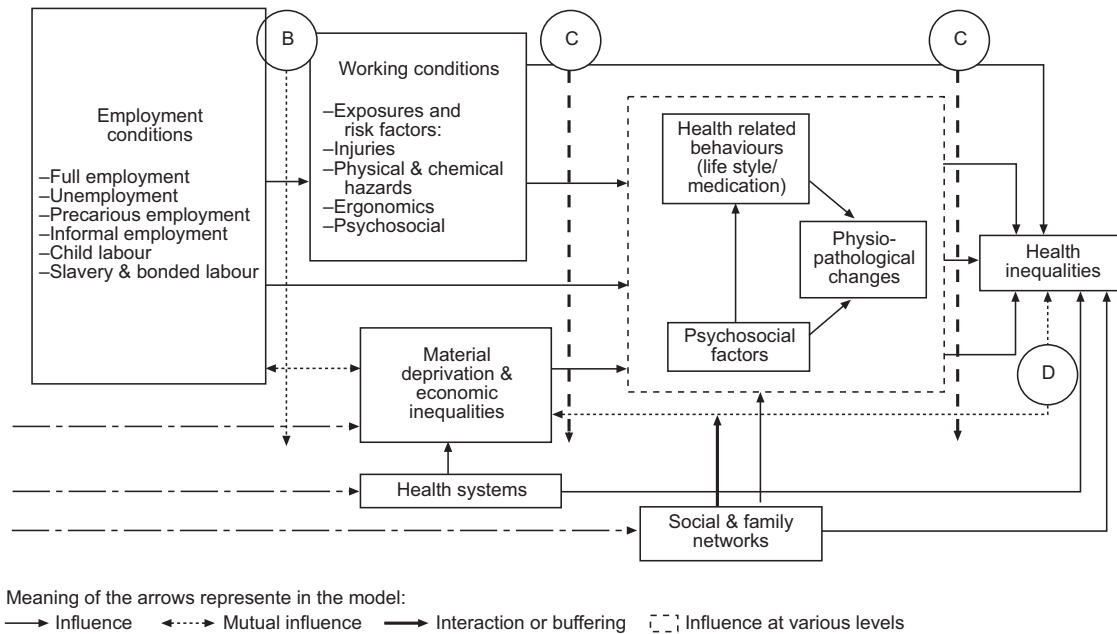 B
C
C
Employment
conditions
–Full employment
–Unemployment
–Precarious employment
–Informal employment
–Child labour
–Slavery & bonded labour
Working conditions
–Exposures and
risk factors:
–Injuries
–Physical & chemical
hazards
–Ergonomics
–Psychosocial
Health related
behaviours
(life style/
medication)
Physio-
pathological
changes
Psychosocial
factors
Health
inequalities
Material
deprivation &
economic
inequalities
D
Health systems
Social & family
networks
Meaning of the arrows represente in the model:
Influence
Mutual influence
Interaction or buffering
Influence at various levels